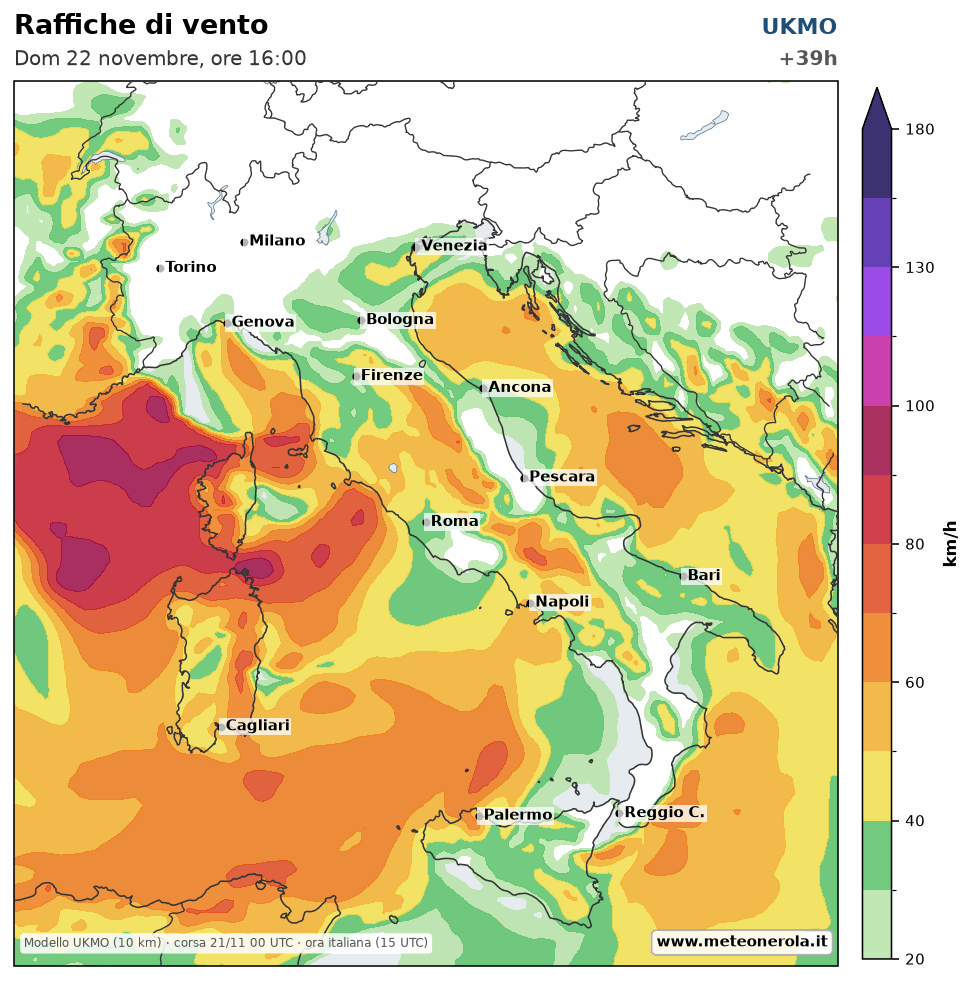 Raffiche di vento
UKMO
Dom 22 novembre, ore 16:00
+39h
180
130
100
80
60
40
20
km/h
Milano
Venezia
Torino
Genova
Bologna
Firenze
Ancona
Pescara
Roma
Bari
Napoli
Cagliari
Palermo
Reggio C.
Modello UKMO (10 km) · corsa 21/11 00 UTC · ora italiana (15 UTC)
www.meteonerola.it